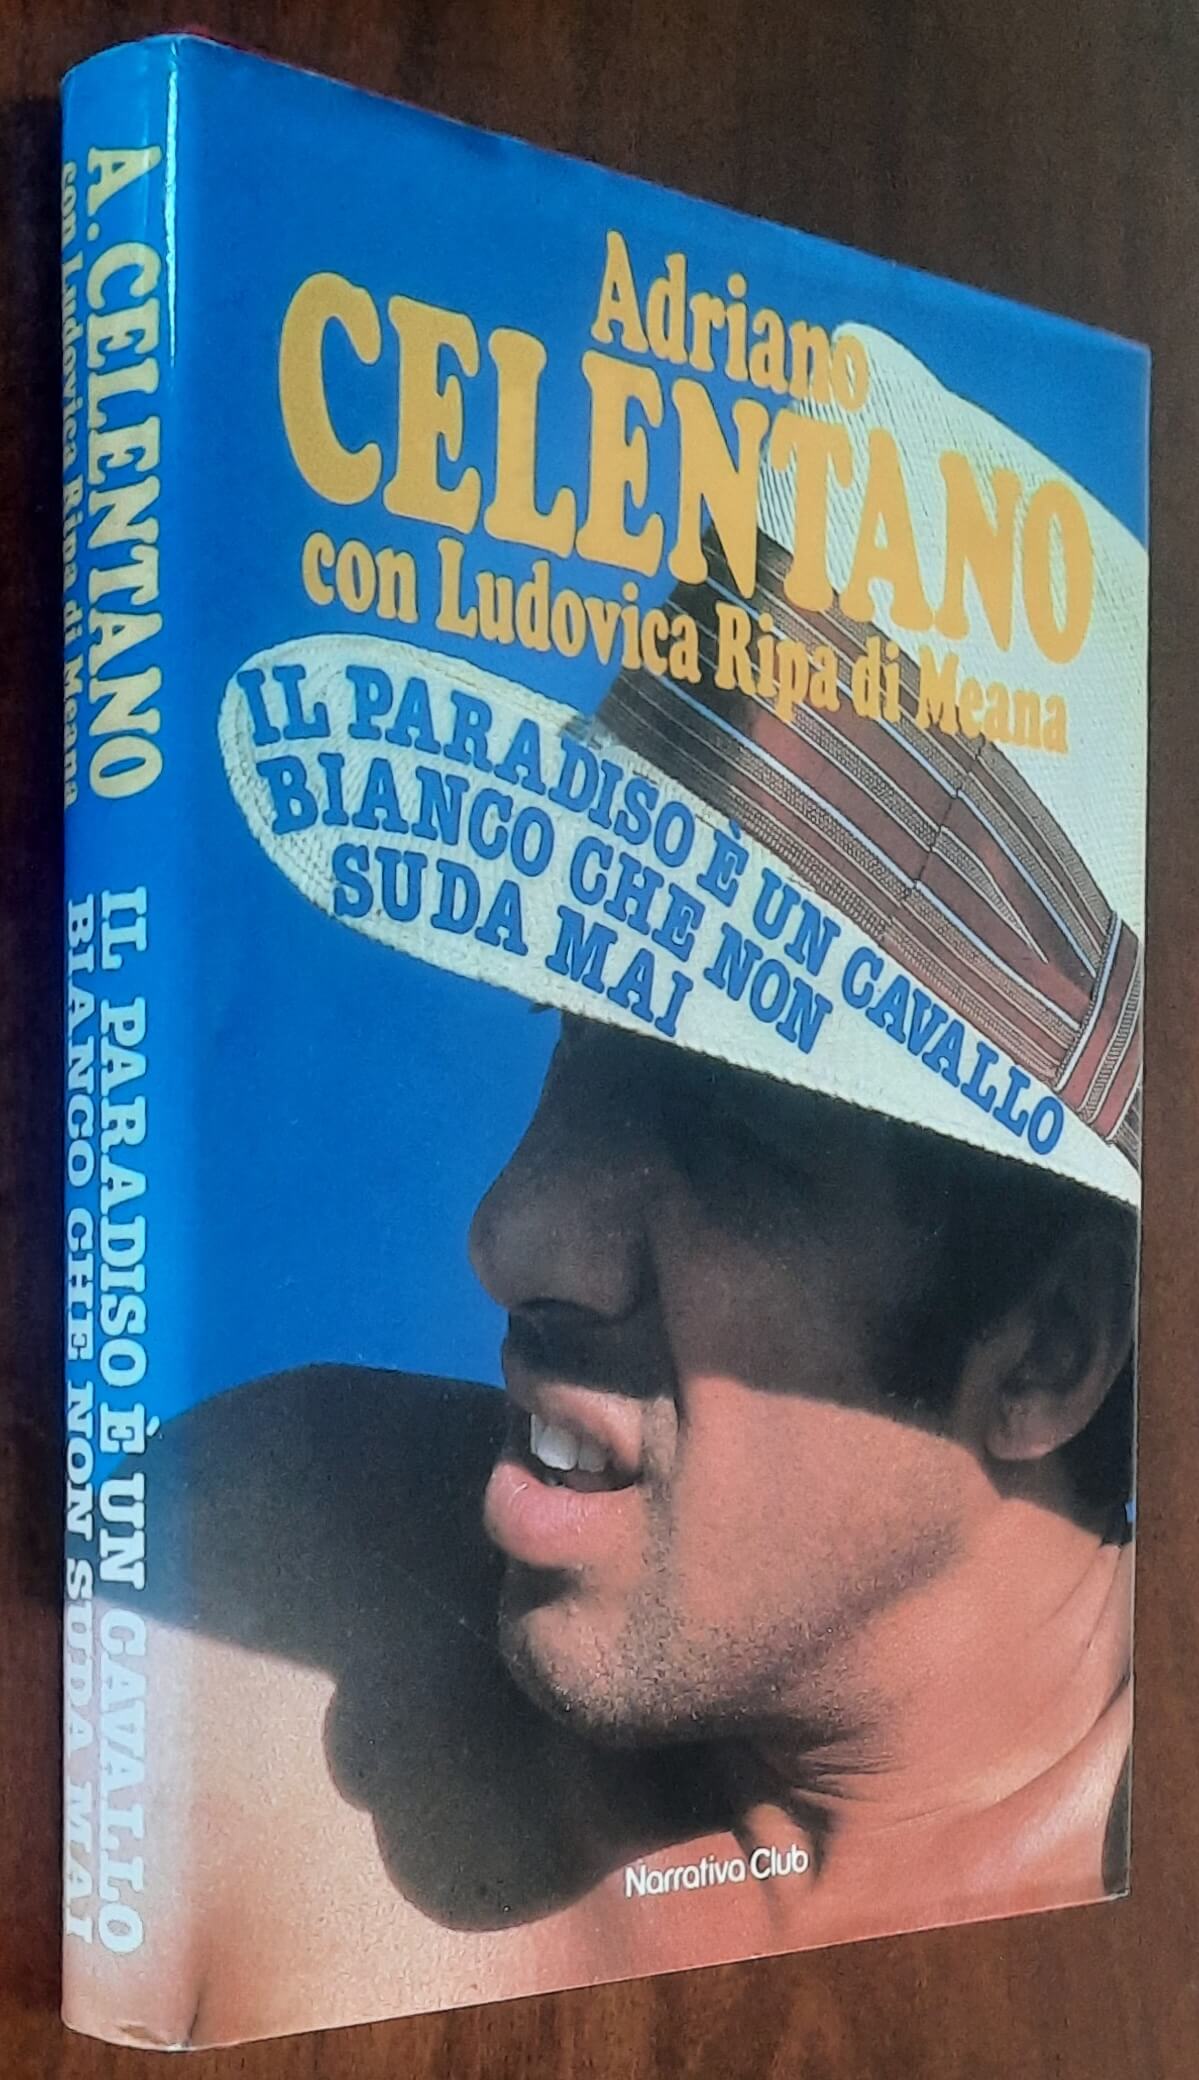 A. CELENTANO
con Ludovica Ripa di Meana
IL PARADISO È UN CAVALLO
BIANCO CHE NON SUDA MAI
Adriano
CELENTANO
con Ludovica Ripa di Meana
IL PARADISO È UN CAVALLO
BIANCO CHE NON
SUDA MAI
Narrativa Club